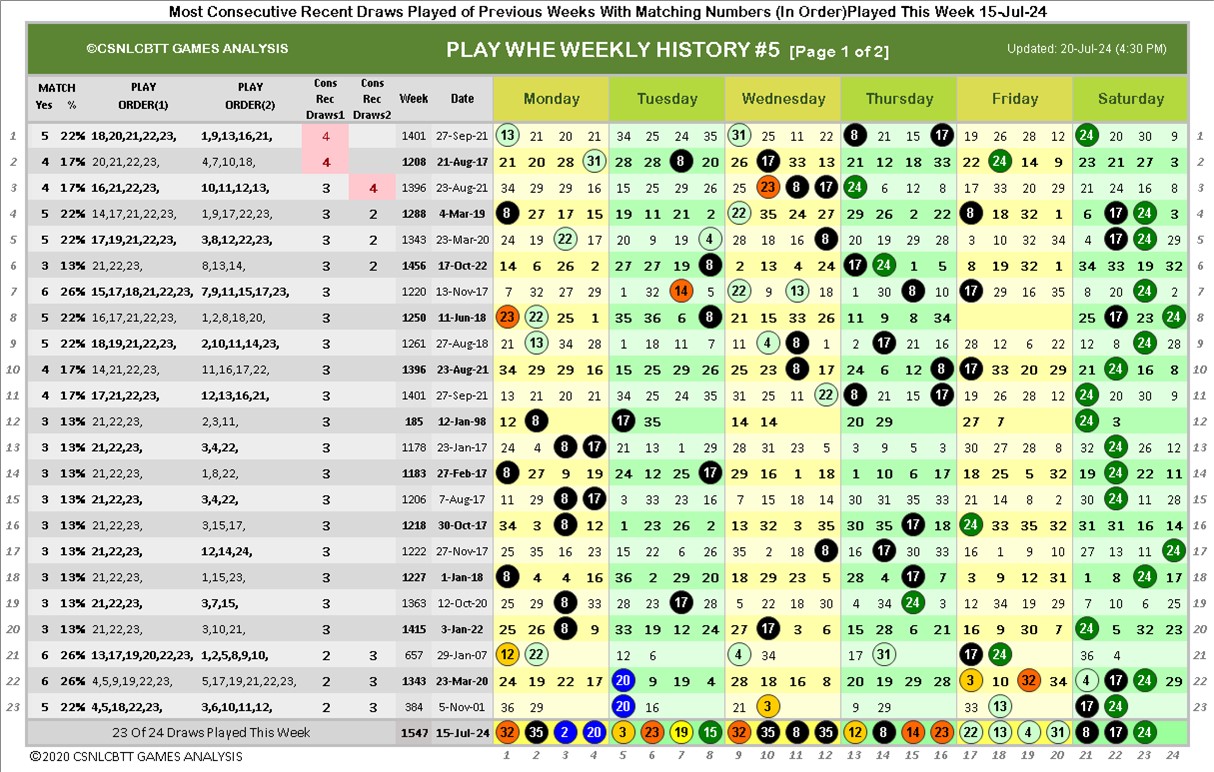 Most Consecutive Recent Draws Played of Previous Weeks With Matching Numbers (In Order)Played This Week 15-Jul-24
©CSNLCBTT GAMES ANALYSIS PLAY WHE WEEKLY HISTORY #5 [Page 1 of 2] Updated: 20-Jul-24 (4:30 PM)
MATCH Yes % PLAY ORDER(1) PLAY ORDER(2) Cons Rec Draws1 Cons Rec Draws2 Week Date Monday Tuesday Wednesday Thursday Friday Saturday
1 5 22% 18,20,21,22,23, 1,9,13,16,21, 4 1401 27-Sep-21 13 21 20 21 34 25 24 35 31 25 11 22 8 21 15 16 19 26 28 12 24 20 30 9 1
2 4 17% 20,21,22,23, 4,7,10,18, 4 1208 21-Aug-17 21 20 28 31 28 28 8 20 26 17 33 13 21 12 18 33 22 24 14 9 23 21 27 3 2
3 4 17% 16,21,22,23, 10,11,12,13, 3 4 1396 23-Aug-21 34 29 29 16 15 25 29 26 25 23 8 17 24 6 12 8 17 33 20 29 21 24 16 8 3
4 5 22% 14,17,21,22,23, 1,9,17,22,23, 3 2 1288 4-Mar-19 8 27 17 15 19 11 21 2 22 35 24 27 29 26 2 22 8 18 32 1 6 17 24 3 4
5 5 22% 17,19,21,22,23, 3,8,12,22,23, 3 2 1343 23-Mar-20 24 19 22 17 20 9 19 4 28 18 16 8 20 19 29 28 3 10 32 34 4 17 24 29 5
6 3 13% 21,22,23, 8,13,14, 3 2 1456 17-Oct-22 14 6 26 2 27 27 19 8 2 13 4 24 17 24 1 5 8 19 32 1 34 33 19 32 6
7 6 26% 15,17,18,21,22,23, 7,9,11,15,17,23, 3 1220 13-Nov-17 7 32 27 29 1 32 14 5 22 9 13 18 1 30 8 10 17 29 16 35 8 20 24 2 7
8 5 22% 16,17,21,22,23, 1,2,8,18,20, 3 1250 11-Jun-18 23 22 25 1 35 36 6 8 21 15 33 26 11 9 8 34 25 17 23 24 8
9 5 22% 18,19,21,22,23, 2,10,11,14,23, 3 1261 27-Aug-18 21 13 34 28 1 18 11 7 11 4 8 1 2 17 21 16 28 12 6 22 12 8 24 28 9
10 4 17% 14,21,22,23, 11,16,17,22, 3 1396 23-Aug-21 34 29 29 16 15 25 29 26 25 23 8 17 24 6 12 8 17 33 20 29 21 24 16 8 10
11 4 17% 17,21,22,23, 12,13,16,21, 3 1401 27-Sep-21 13 21 20 21 34 25 24 35 31 25 11 22 8 21 15 17 19 26 28 12 24 20 30 9 11
12 3 13% 21,22,23, 2,3,11, 3 185 12-Jan-98 12 8 17 35 14 14 20 29 27 7 24 3 12
13 3 13% 21,22,23, 3,4,22, 3 1178 23-Jan-17 24 4 8 17 21 13 1 29 28 31 23 5 3 9 5 3 30 27 28 8 32 24 26 12 13
14 3 13% 21,22,23, 1,8,22, 3 1183 27-Feb-17 8 27 9 19 24 12 25 17 29 16 1 18 1 10 6 17 18 25 5 32 19 24 22 11 14
15 3 13% 21,22,23, 3,4,22, 3 1206 7-Aug-17 11 29 8 17 3 33 23 16 7 15 18 14 30 31 35 33 21 14 8 2 30 24 11 28 15
16 3 13% 21,22,23, 3,15,17, 3 1218 30-Oct-17 34 3 8 12 1 23 26 2 13 32 3 35 30 35 17 18 24 33 35 32 31 31 16 14 16
17 3 13% 21,22,23, 12,14,24, 3 1222 27-Nov-17 25 35 16 23 15 22 6 26 35 2 18 8 16 17 30 33 16 1 9 10 27 13 11 24 17
18 3 13% 21,22,23, 1,15,23, 3 1227 1-Jan-18 8 4 4 16 36 2 29 20 18 29 23 5 28 4 17 7 3 9 12 31 1 8 24 17 18
19 3 13% 21,22,23, 3,7,15, 3 1363 12-Oct-20 25 29 8 33 28 23 17 28 5 22 18 30 4 34 24 3 12 34 19 29 7 10 6 25 19
20 3 13% 21,22,23, 3,10,21, 3 1415 3-Jan-22 25 26 8 9 33 19 12 24 27 17 3 6 15 28 6 21 16 9 30 7 24 5 32 23 20
21 6 26% 13,17,19,20,22,23, 1,2,5,8,9,10, 2 3 657 29-Jan-07 12 22 12 6 4 34 17 31 17 24 36 4 21
22 6 26% 4,5,9,19,22,23, 5,17,19,21,22,23, 2 3 1343 23-Mar-20 24 19 22 17 20 9 19 4 28 18 16 8 20 19 29 28 3 10 32 34 4 17 24 29 22
23 5 22% 4,5,18,22,23, 3,6,10,11,12, 2 3 384 5-Nov-01 36 29 20 16 21 3 9 29 33 13 17 24 23
23 Of 24 Draws Played This Week 1547 15-Jul-24 32 35 2 20 3 23 19 15 32 35 8 35 12 8 14 23 22 13 4 31 8 17 24
©2020 CSNLCBTT GAMES ANALYSIS 1 2 3 4 5 6 7 8 9 10 11 12 13 14 15 16 17 18 19 20 21 22 23 24